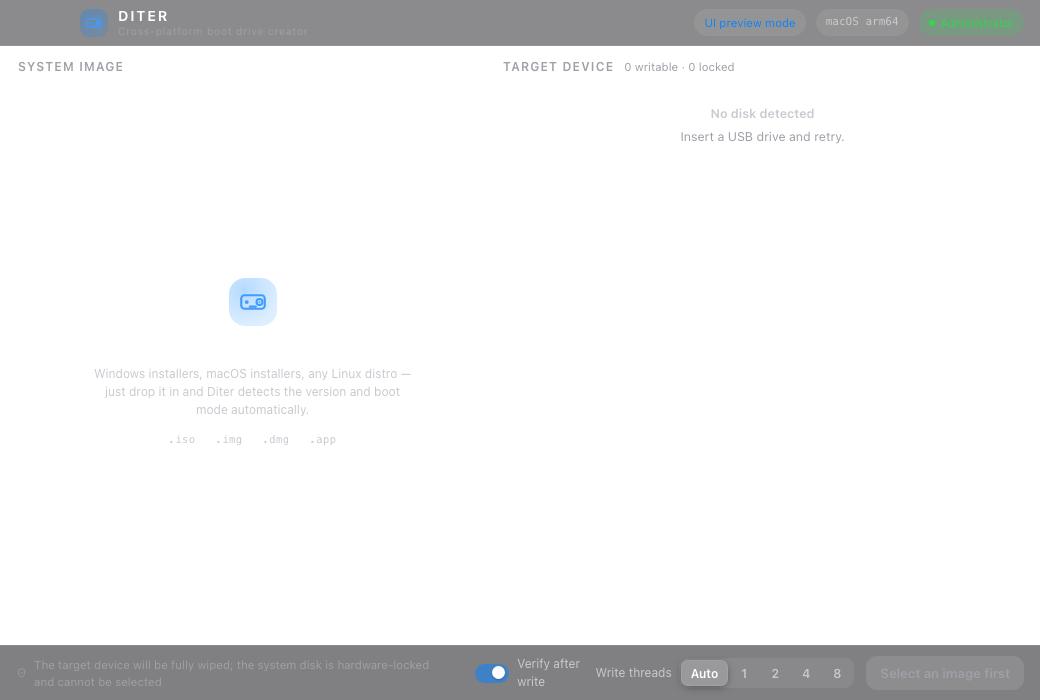 DITER
Cross-platform boot drive creator
UI preview mode
macOS arm64
SYSTEM IMAGE
TARGET DEVICE 0 writable · 0 locked
No disk detected
Insert a USB drive and retry.
Windows installers, macOS installers, any Linux distro —
just drop it in and Diter detects the version and boot
mode automatically.
.iso .img .dmg .app
The target device will be fully wiped; the system disk is hardware-locked
and cannot be selected
Verify after
write
Write threads Auto 1 2 4 8
Select an image first